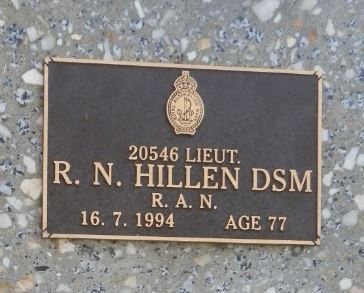 20546 LIEUT.
R. N. HILLEN DSM
R. A. N.
16. 7. 1994 AGE 77